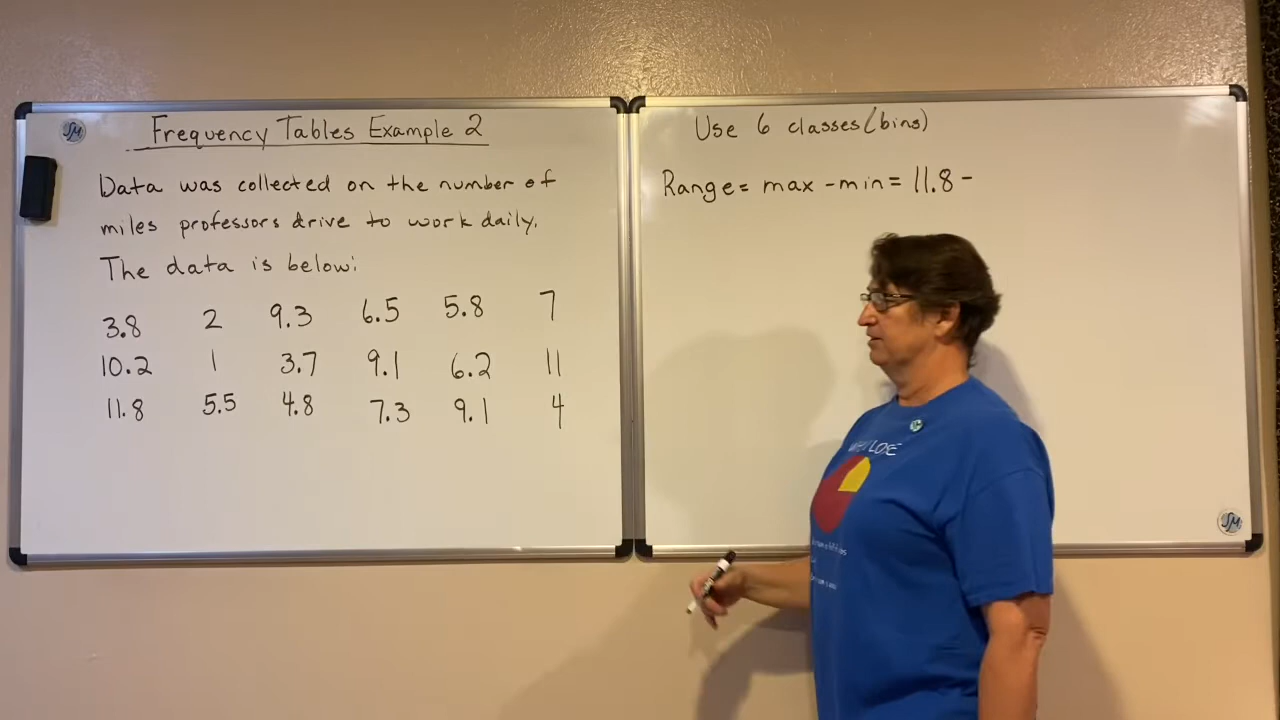 SM
Frequency Tables Example 2
Data was collected on the number of
miles professors drive to work daily.
The data is below:
3.8 2 9.3 6.5 5.8 7
10.2 1 3.7 9.1 6.2 11
11.8 5.5 4.8 7.3 9.1 4
Use 6 classes(bins)
Range = max - min = 11.8 -
LOSE
SM